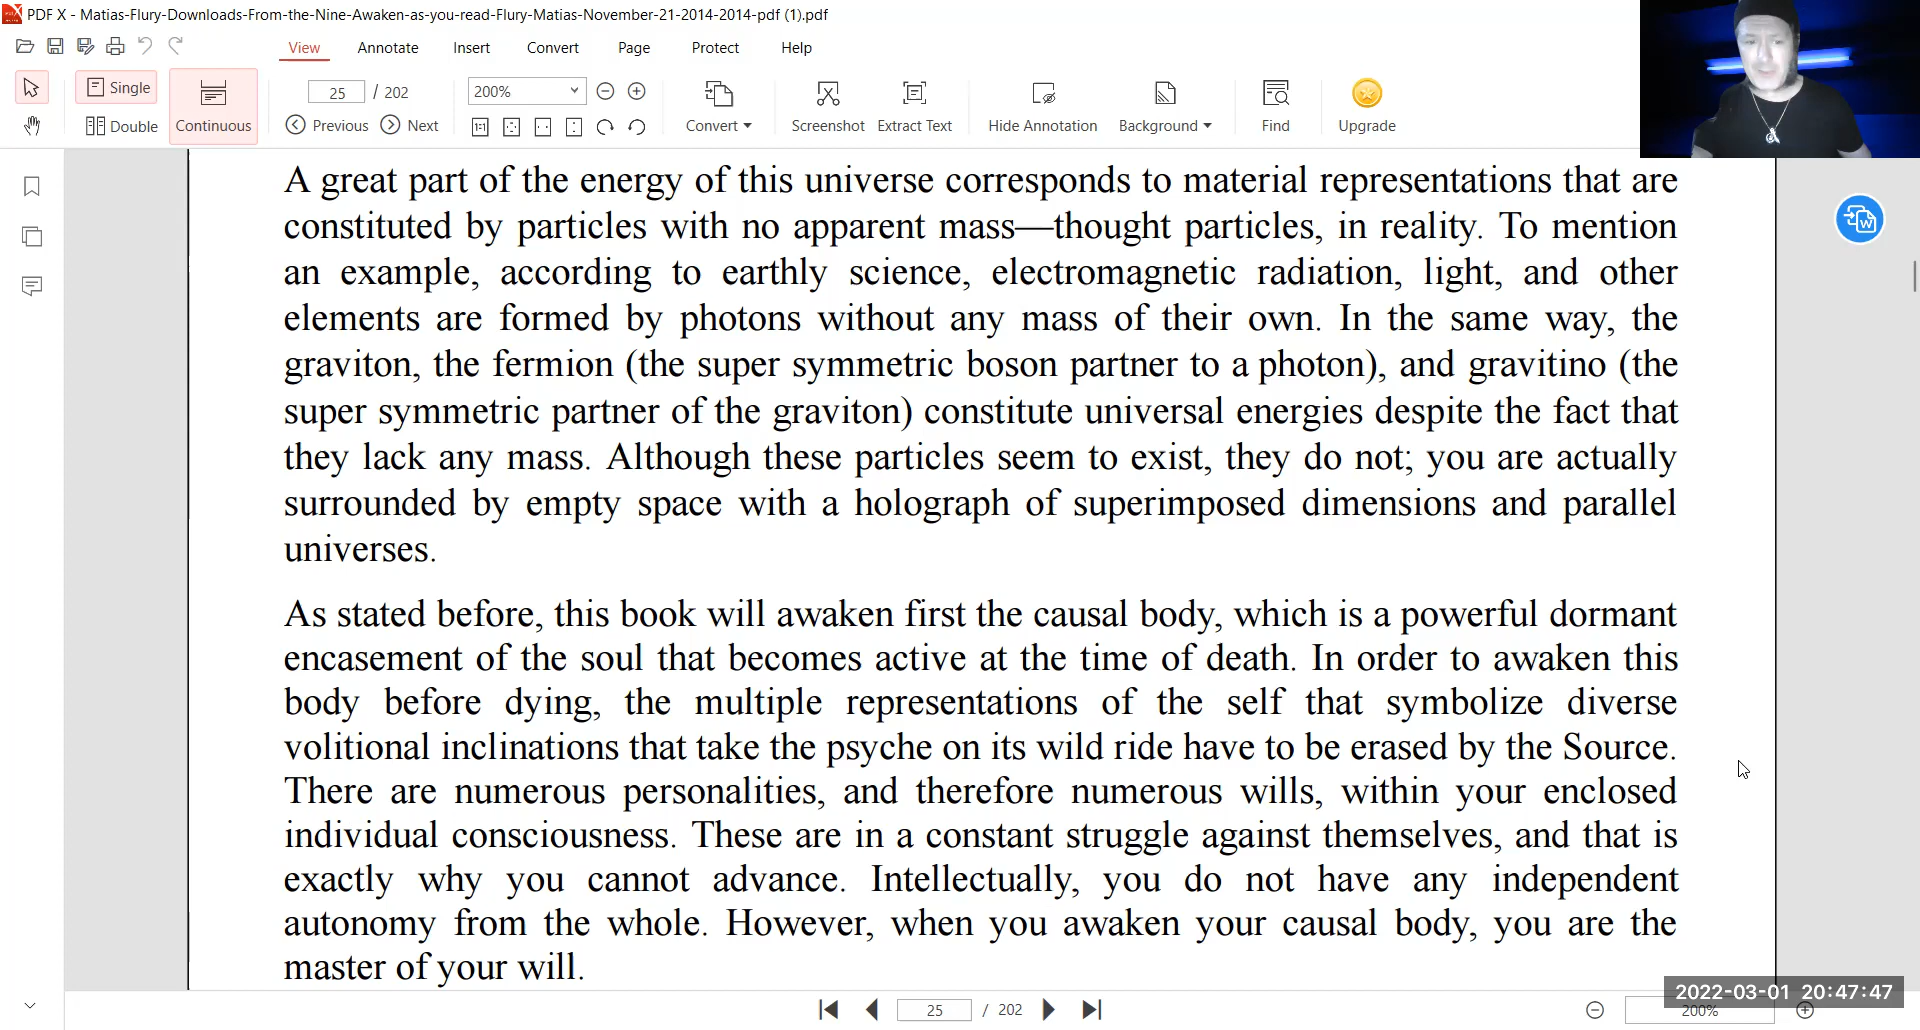 PDF X - Matias-Flury-Downloads-From-the-Nine-Awaken-as-you-read-Flury-Matias-November-21-2014-2014-pdf (1).pdf
View Annotate Insert Convert Page Protect Help
Single
Double
Continuous
25 / 202
Previous Next
200%
Convert
Screenshot
Extract Text
Hide Annotation
Background
Find
Upgrade
A great part of the energy of this universe corresponds to material representations that are
constituted by particles with no apparent mass—thought particles, in reality. To mention
an example, according to earthly science, electromagnetic radiation, light, and other
elements are formed by photons without any mass of their own. In the same way, the
graviton, the fermion (the super symmetric boson partner to a photon), and gravitino (the
super symmetric partner of the graviton) constitute universal energies despite the fact that
they lack any mass. Although these particles seem to exist, they do not; you are actually
surrounded by empty space with a holograph of superimposed dimensions and parallel
universes.
As stated before, this book will awaken first the causal body, which is a powerful dormant
encasement of the soul that becomes active at the time of death. In order to awaken this
body before dying, the multiple representations of the self that symbolize diverse
volitional inclinations that take the psyche on its wild ride have to be erased by the Source.
There are numerous personalities, and therefore numerous wills, within your enclosed
individual consciousness. These are in a constant struggle against themselves, and that is
exactly why you cannot advance. Intellectually, you do not have any independent
autonomy from the whole. However, when you awaken your causal body, you are the
master of your will.
25 / 202
2022-03-01 20:47:47
200%